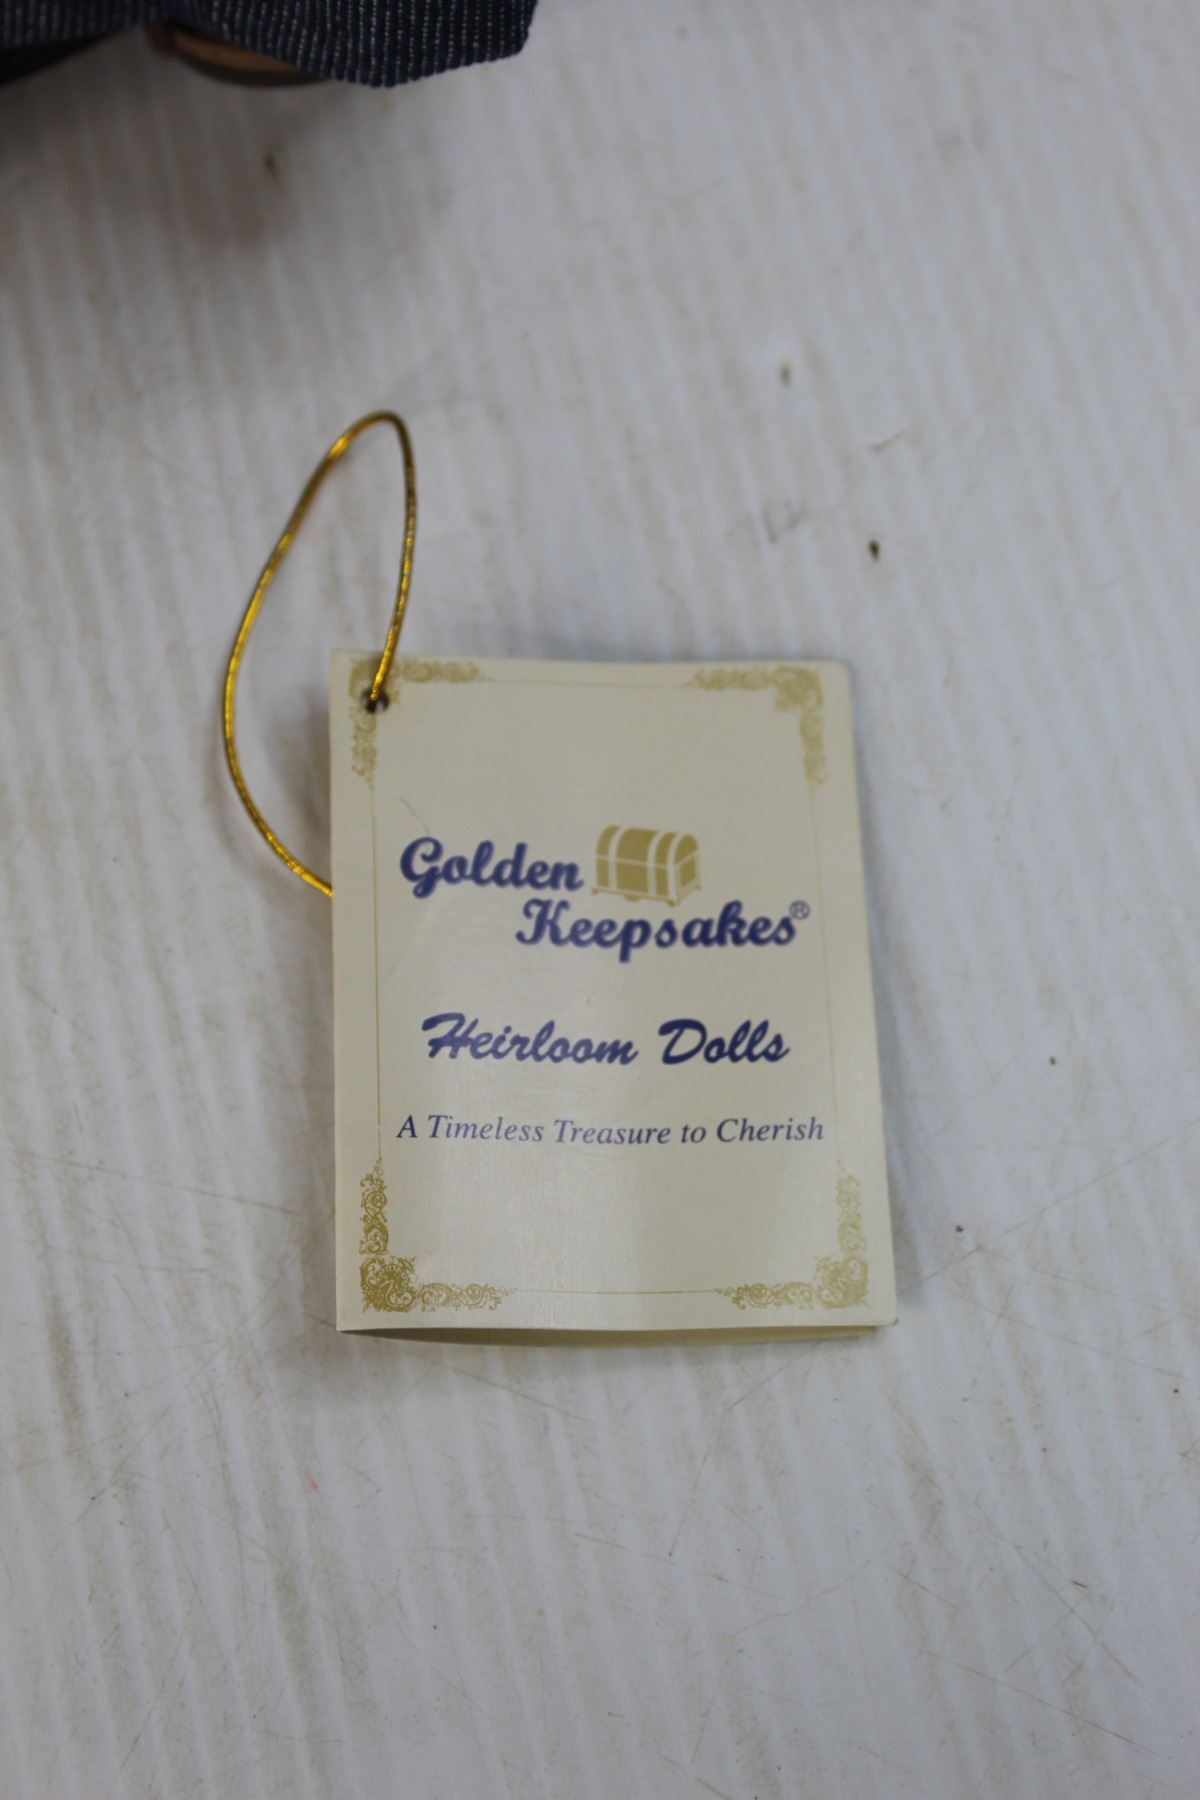 Golden
Keepsakes®
Heirloom Dolls
A Timeless Treasure to Cherish